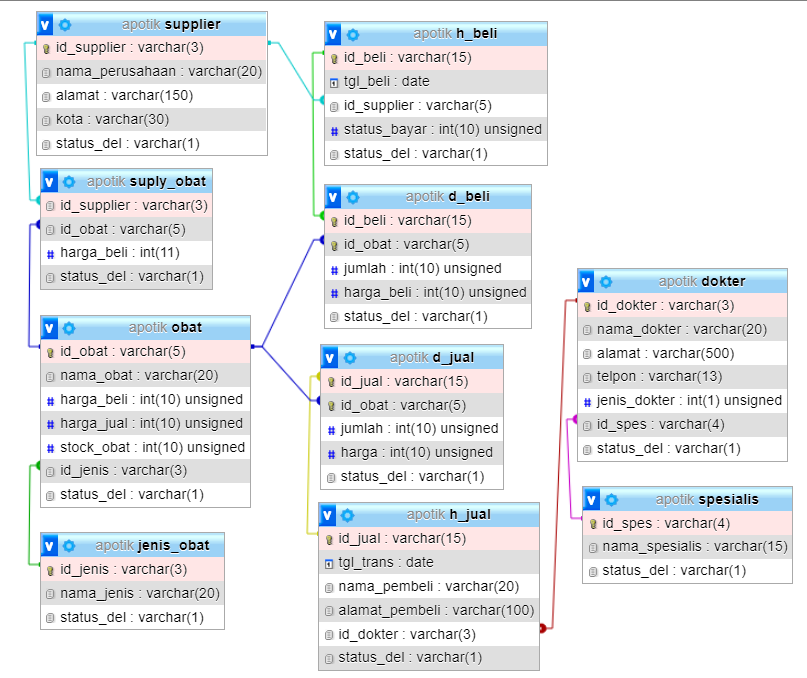 apotik supplier
id_supplier : varchar(3)
nama_perusahaan : varchar(20)
alamat : varchar(150)
kota : varchar(30)
status_del : varchar(1)
apotik suply_obat
id_supplier : varchar(3)
id_obat : varchar(5)
harga_beli : int(11)
status_del : varchar(1)
apotik obat
id_obat : varchar(5)
nama_obat : varchar(20)
harga_beli : int(10) unsigned
harga_jual : int(10) unsigned
stock_obat : int(10) unsigned
id_jenis : varchar(3)
status_del : varchar(1)
apotik jenis_obat
id_jenis : varchar(3)
nama_jenis : varchar(20)
status_del : varchar(1)
apotik h_beli
id_beli : varchar(15)
tgl_beli : date
id_supplier : varchar(5)
status_bayar : int(10) unsigned
status_del : varchar(1)
apotik d_beli
id_beli : varchar(15)
id_obat : varchar(5)
jumlah : int(10) unsigned
harga_beli : int(10) unsigned
status_del : varchar(1)
apotik d_jual
id_jual : varchar(15)
id_obat : varchar(5)
jumlah : int(10) unsigned
harga : int(10) unsigned
status_del : varchar(1)
apotik h_jual
id_jual : varchar(15)
tgl_trans : date
nama_pembeli : varchar(20)
alamat_pembeli : varchar(100)
id_dokter : varchar(3)
status_del : varchar(1)
apotik dokter
id_dokter : varchar(3)
nama_dokter : varchar(20)
alamat : varchar(500)
telpon : varchar(13)
jenis_dokter : int(1) unsigned
id_spes : varchar(4)
status_del : varchar(1)
apotik spesialis
id_spes : varchar(4)
nama_spesialis : varchar(15)
status_del : varchar(1)